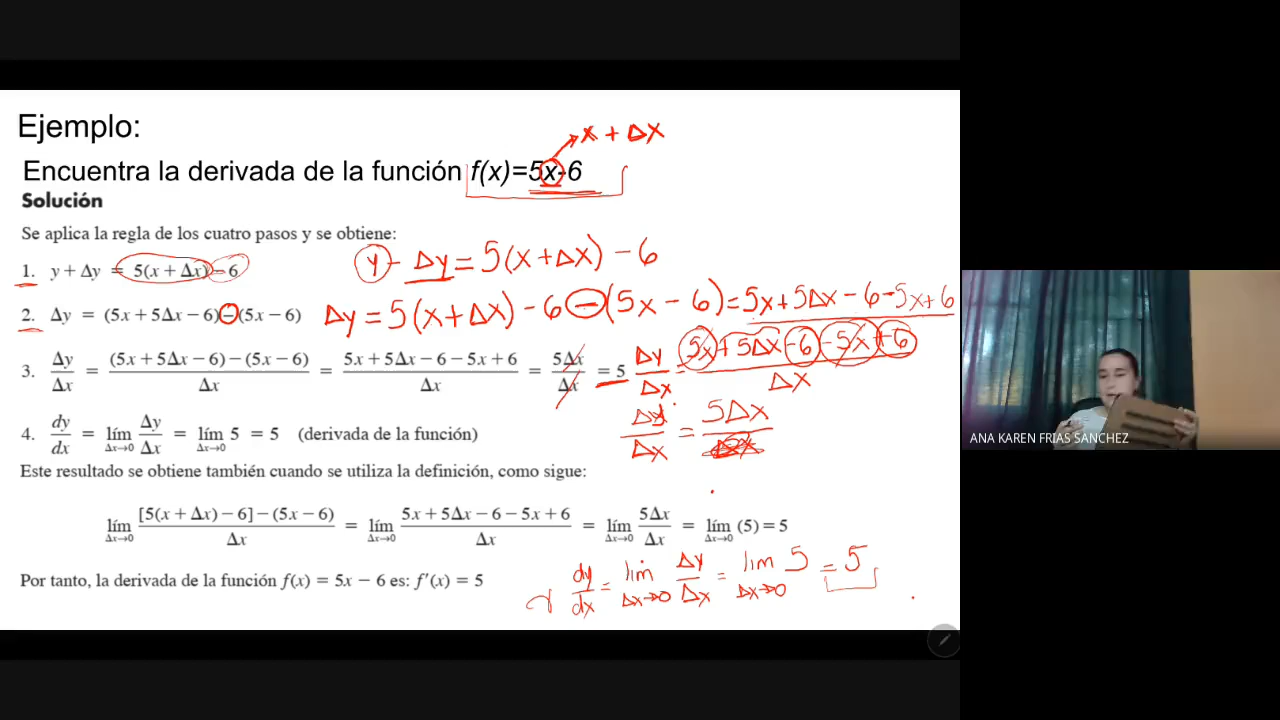 Ejemplo:
x + Δx
Encuentra la derivada de la función f(x)=5x-6
Solución
Se aplica la regla de los cuatro pasos y se obtiene:
1. y + Δy = 5(x + Δx) − 6
y - Δy = 5(x + Δx) - 6
2. Δy = (5x + 5Δx − 6) − (5x − 6)
Δy = 5(x + Δx) - 6 - (5x - 6) = 5x + 5Δx - 6 - 5x + 6
3. Δy/Δx = (5x + 5Δx − 6) − (5x − 6)/Δx = 5x + 5Δx − 6 − 5x + 6/Δx = 5Δx/Δx = 5
Δy/Δx = 5x + 5Δx - 6 - 5x + 6/Δx
Δy/Δx = 5Δx/
4. dy/dx = lím Δx→0 Δy/Δx = lím Δx→0 5 = 5 (derivada de la función)
ANA KAREN FRIAS SANCHEZ
Este resultado se obtiene también cuando se utiliza la definición, como sigue:
lím Δx→0 [5(x + Δx) − 6] − (5x − 6)/Δx = lím Δx→0 5x + 5Δx − 6 − 5x + 6/Δx = lím Δx→0 5Δx/Δx = lím Δx→0 (5) = 5
Por tanto, la derivada de la función f(x) = 5x − 6 es: f′(x) = 5
dy/dx = lim Δx→0 Δy/Δx = lim Δx→0 5 = 5